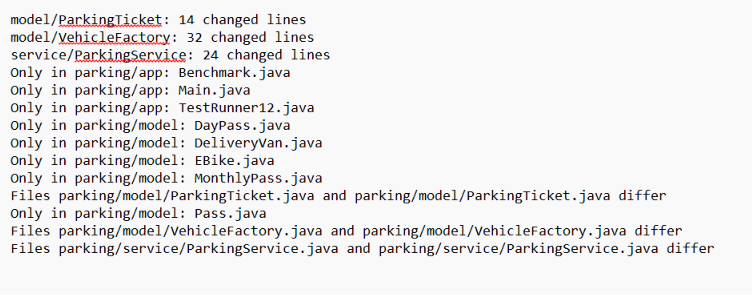 model/ParkingTicket: 14 changed lines
model/VehicleFactory: 32 changed lines
service/ParkingService: 24 changed lines
Only in parking/app: Benchmark.java
Only in parking/app: Main.java
Only in parking/app: TestRunner12.java
Only in parking/model: DayPass.java
Only in parking/model: DeliveryVan.java
Only in parking/model: EBike.java
Only in parking/model: MonthlyPass.java
Files parking/model/ParkingTicket.java and parking/model/ParkingTicket.java differ
Only in parking/model: Pass.java
Files parking/model/VehicleFactory.java and parking/model/VehicleFactory.java differ
Files parking/service/ParkingService.java and parking/service/ParkingService.java differ